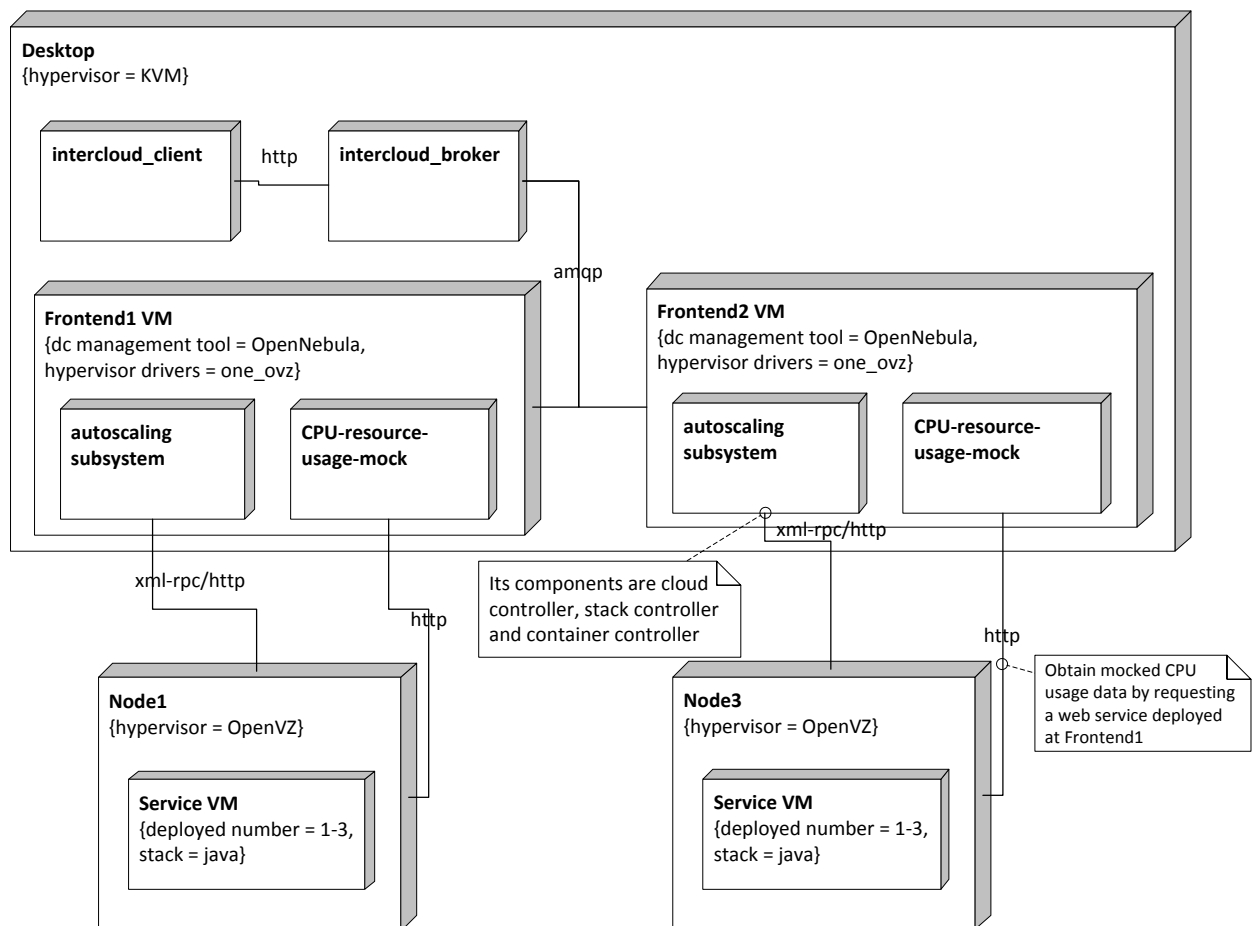 Desktop
{hypervisor = KVM}
intercloud_client
http
intercloud_broker
amqp
Frontend1 VM
{dc management tool = OpenNebula,
hypervisor drivers = one_ovz}
autoscaling
subsystem
CPU-resource-
usage-mock
Frontend2 VM
{dc management tool = OpenNebula,
hypervisor drivers = one_ovz}
autoscaling
subsystem
CPU-resource-
usage-mock
xml-rpc/http
xml-rpc/http
Its components are cloud
controller, stack controller
and container controller
http
http
Obtain mocked CPU
usage data by requesting
a web service deployed
at Frontend1
Node1
{hypervisor = OpenVZ}
Service VM
{deployed number = 1-3,
stack = java}
Node3
{hypervisor = OpenVZ}
Service VM
{deployed number = 1-3,
stack = java}